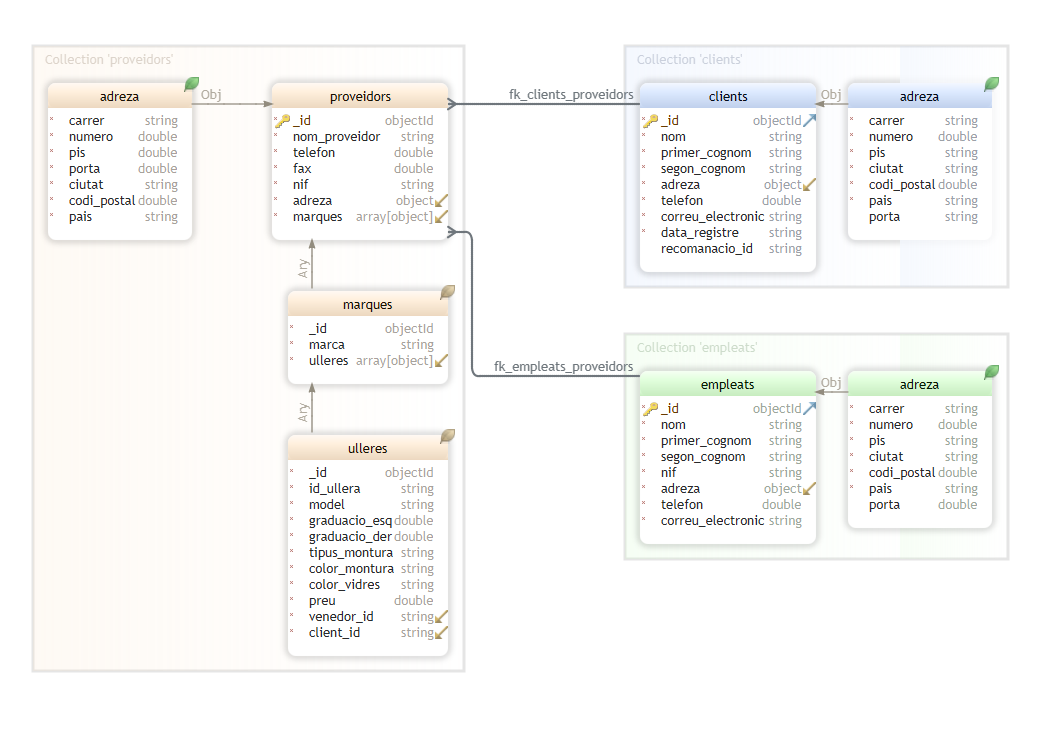 Collection 'proveidors'
adreza
carrer string
numero double
pis double
porta double
ciutat string
codi_postal double
pais string
Obj
proveidors
_id objectId
nom_proveidor string
telefon double
fax double
nif string
adreza object
marques array[object]
Ary
marques
_id objectId
marca string
ulleres array[object]
Ary
ulleres
_id objectId
id_ullera string
model string
graduacio_esq double
graduacio_der double
tipus_montura string
color_montura string
color_vidres string
preu double
venedor_id string
client_id string
fk_clients_proveidors
fk_empleats_proveidors
Collection 'clients'
clients
_id objectId
nom string
primer_cognom string
segon_cognom string
adreza object
telefon double
correu_electronic string
data_registre string
recomanacio_id string
Obj
adreza
carrer string
numero double
pis string
ciutat string
codi_postal double
pais string
porta string
Collection 'empleats'
empleats
_id objectId
nom string
primer_cognom string
segon_cognom string
nif string
adreza object
telefon double
correu_electronic string
Obj
adreza
carrer string
numero double
pis string
ciutat string
codi_postal double
pais string
porta double